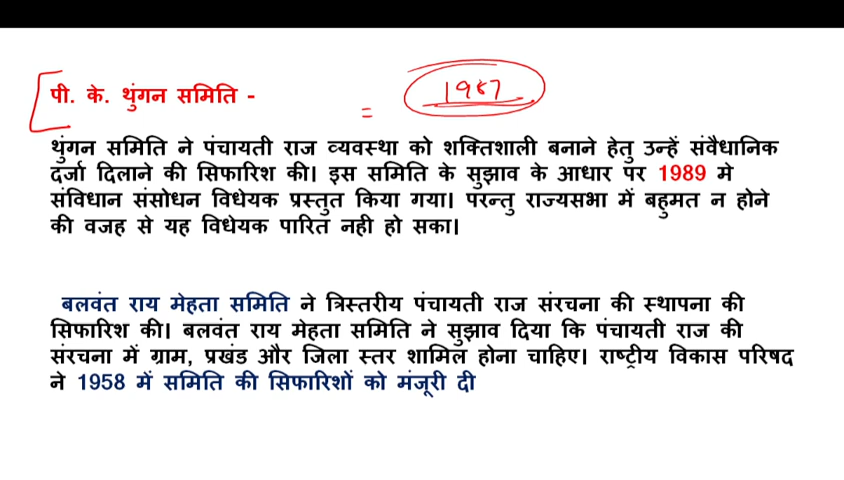 पी. के. थुंगन समिति - = 1987
थुंगन समिति ने पंचायती राज व्यवस्था को शक्तिशाली बनाने हेतु उन्हें संवैधानिक
दर्जा दिलाने की सिफारिश की। इस समिति के सुझाव के आधार पर 1989 मे
संविधान संसोधन विधेयक प्रस्तुत किया गया। परन्तु राज्यसभा में बहुमत न होने
की वजह से यह विधेयक पारित नही हो सका।
बलवंत राय मेहता समिति ने त्रिस्तरीय पंचायती राज संरचना की स्थापना की
सिफारिश की। बलवंत राय मेहता समिति ने सुझाव दिया कि पंचायती राज की
संरचना में ग्राम, प्रखंड और जिला स्तर शामिल होना चाहिए। राष्ट्रीय विकास परिषद
ने 1958 में समिति की सिफारिशों को मंजूरी दी